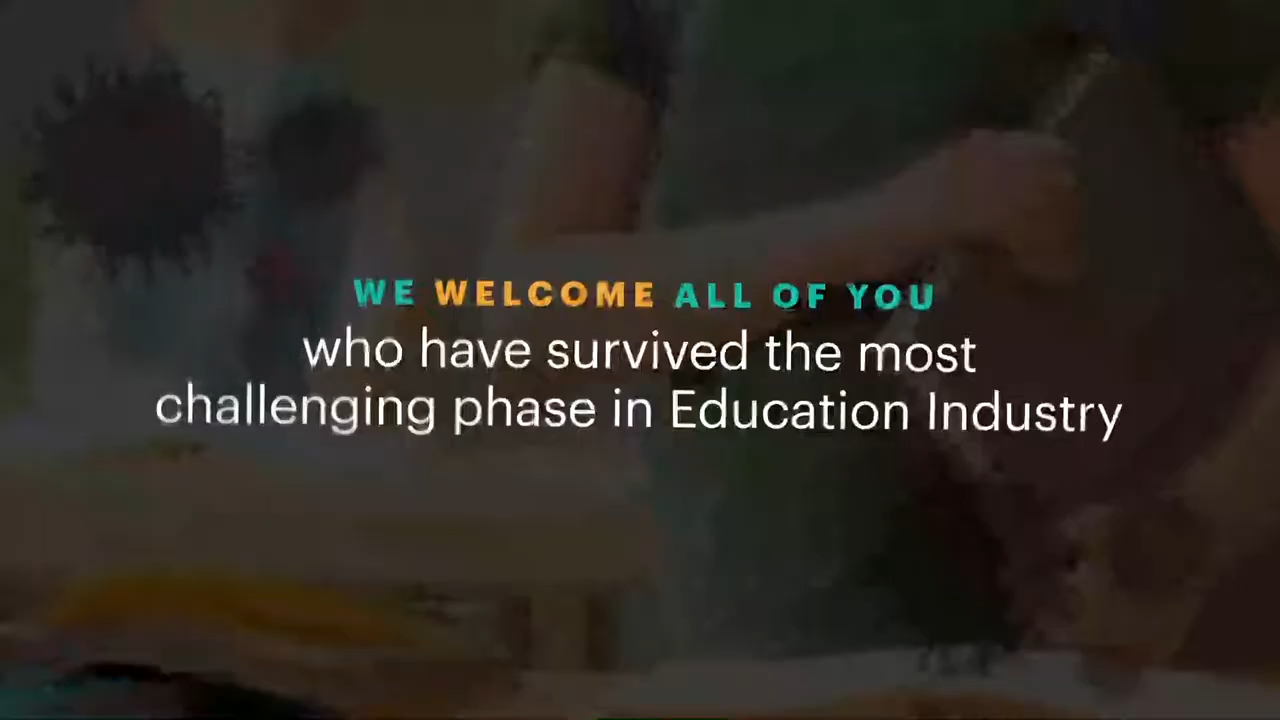 WE WELCOME ALL OF YOU
who have survived the most
challenging phase in Education Industry